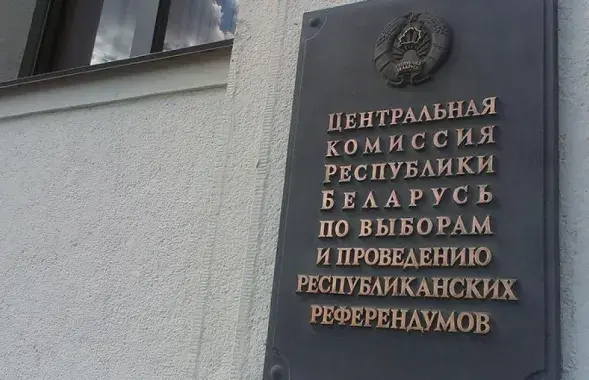 ЦЕНТРАЛЬНАЯ
КОМИССИЯ
РЕСПУБЛИКИ
БЕЛАРУСЬ
ПО ВЫБОРАМ
И ПРОВЕДЕНИЮ
РЕСПУБЛИКАНСКИХ
РЕФЕРЕНДУМОВ